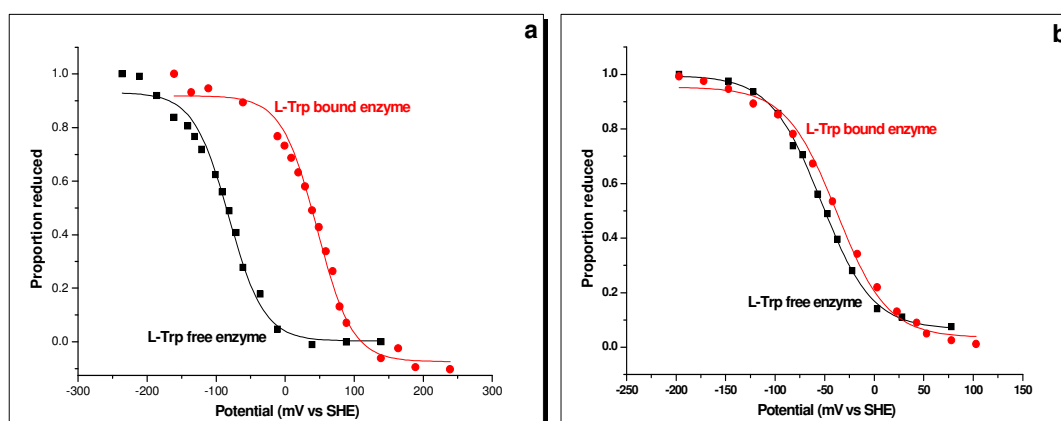 a
1.0
0.8
0.6
0.4
0.2
0.0
Proportion reduced
L-Trp bound enzyme
L-Trp free enzyme
-300
-200
-100
0
100
200
300
Potential (mV vs SHE)
b
1.0
0.8
0.6
0.4
0.2
0.0
Proportion reduced
L-Trp bound enzyme
L-Trp free enzyme
-250
-200
-150
-100
-50
0
50
100
150
Potential (mV vs SHE)